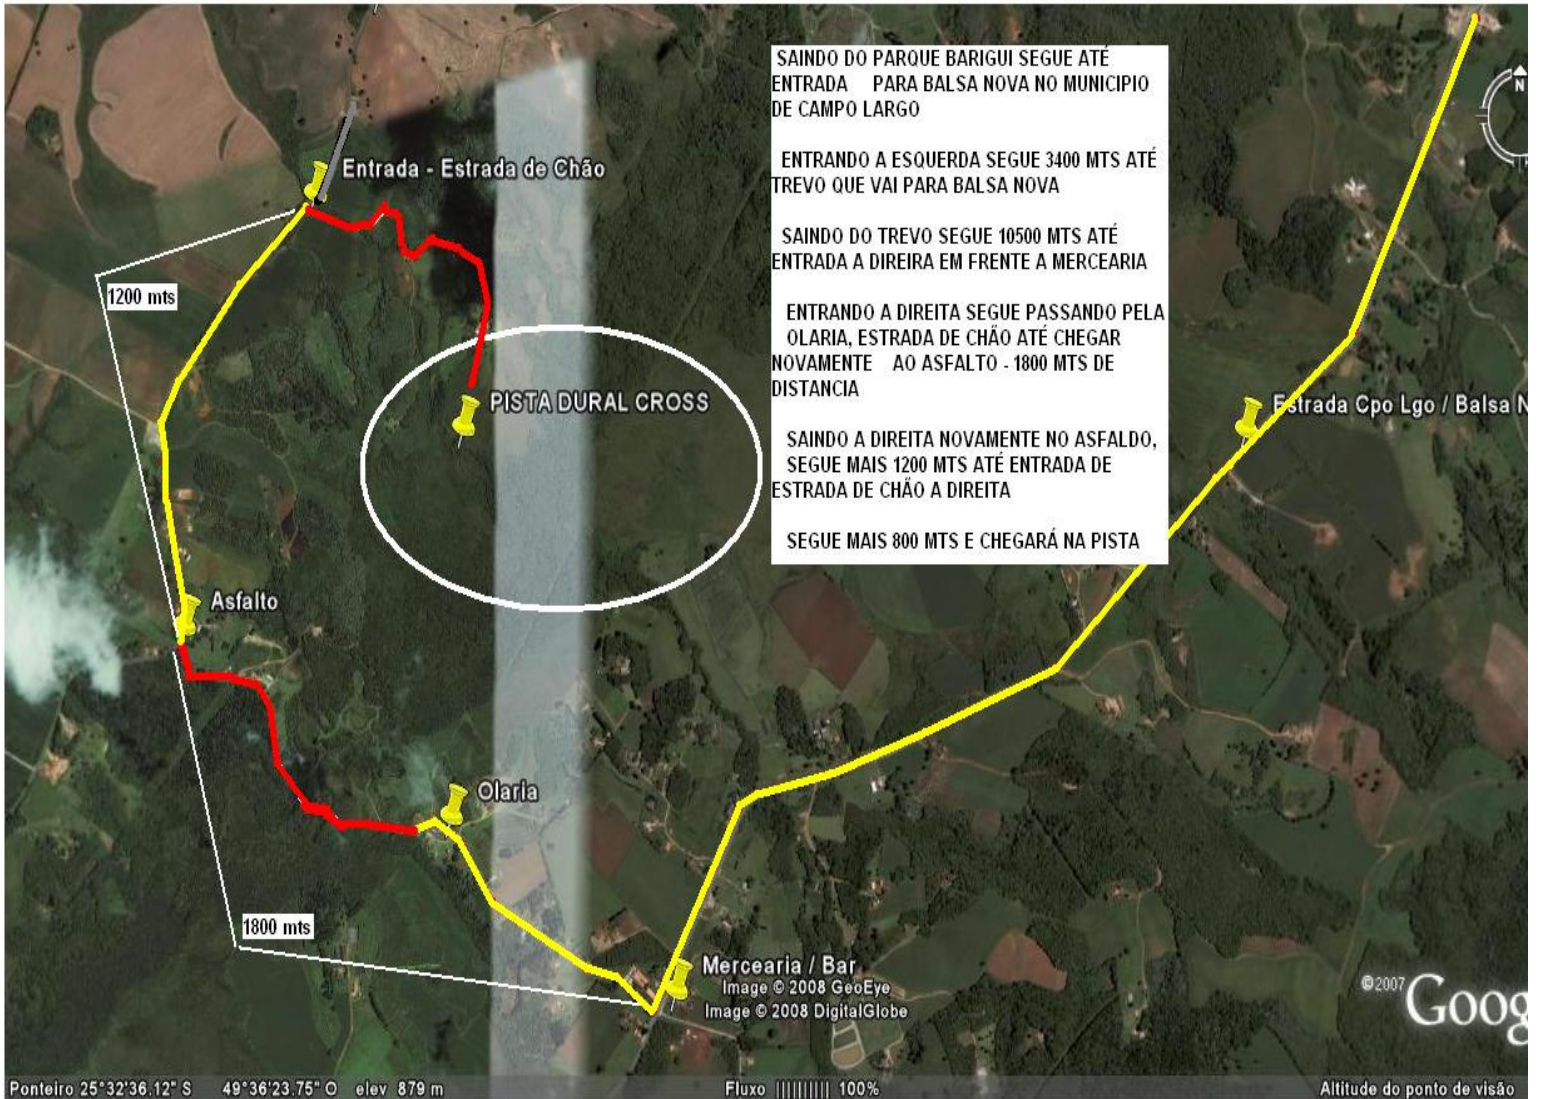 SAINDO DO PARQUE BARIGUI SEGUE ATÉ
ENTRADA PARA BALSA NOVA NO MUNICIPIO
DE CAMPO LARGO
ENTRANDO A ESQUERDA SEGUE 3400 MTS ATÉ
TREVO QUE VAI PARA BALSA NOVA
SAINDO DO TREVO SEGUE 10500 MTS ATÉ
ENTRADA A DIREIRA EM FRENTE A MERCEARIA
ENTRANDO A DIREITA SEGUE PASSANDO PELA
OLARIA, ESTRADA DE CHÃO ATÉ CHEGAR
NOVAMENTE AO ASFALTO - 1800 MTS DE
DISTANCIA
SAINDO A DIREITA NOVAMENTE NO ASFALDO,
SEGUE MAIS 1200 MTS ATÉ ENTRADA DE
ESTRADA DE CHÃO A DIREITA
SEGUE MAIS 800 MTS E CHEGARÁ NA PISTA
N
Entrada - Estrada de Chão
1200 mts
PISTA DURAL CROSS
Estrada Cpo Lgo / Balsa N
Asfalto
Olaria
1800 mts
Mercearia / Bar
Image © 2008 GeoEye
Image © 2008 DigitalGlobe
©2007 Goog
Ponteiro 25°32'36.12" S 49°36'23.75" O elev 879 m Fluxo |||||||||| 100% Altitude do ponto de visão